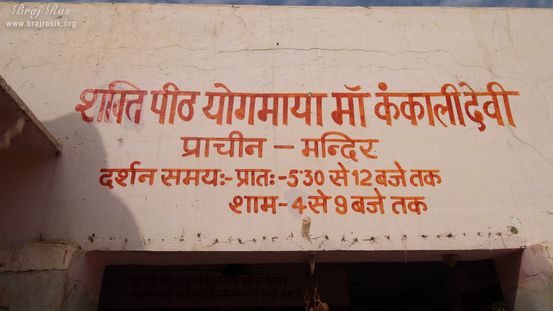 Braj Ras
www.brajrasik.org
शक्ति पीठ योगमाया माँ कंकालीदेवी
प्राचीन - मन्दिर
दर्शन समयः- प्रातः- 5:30 से 12 बजे तक
शाम- 4 से 9 बजे तक